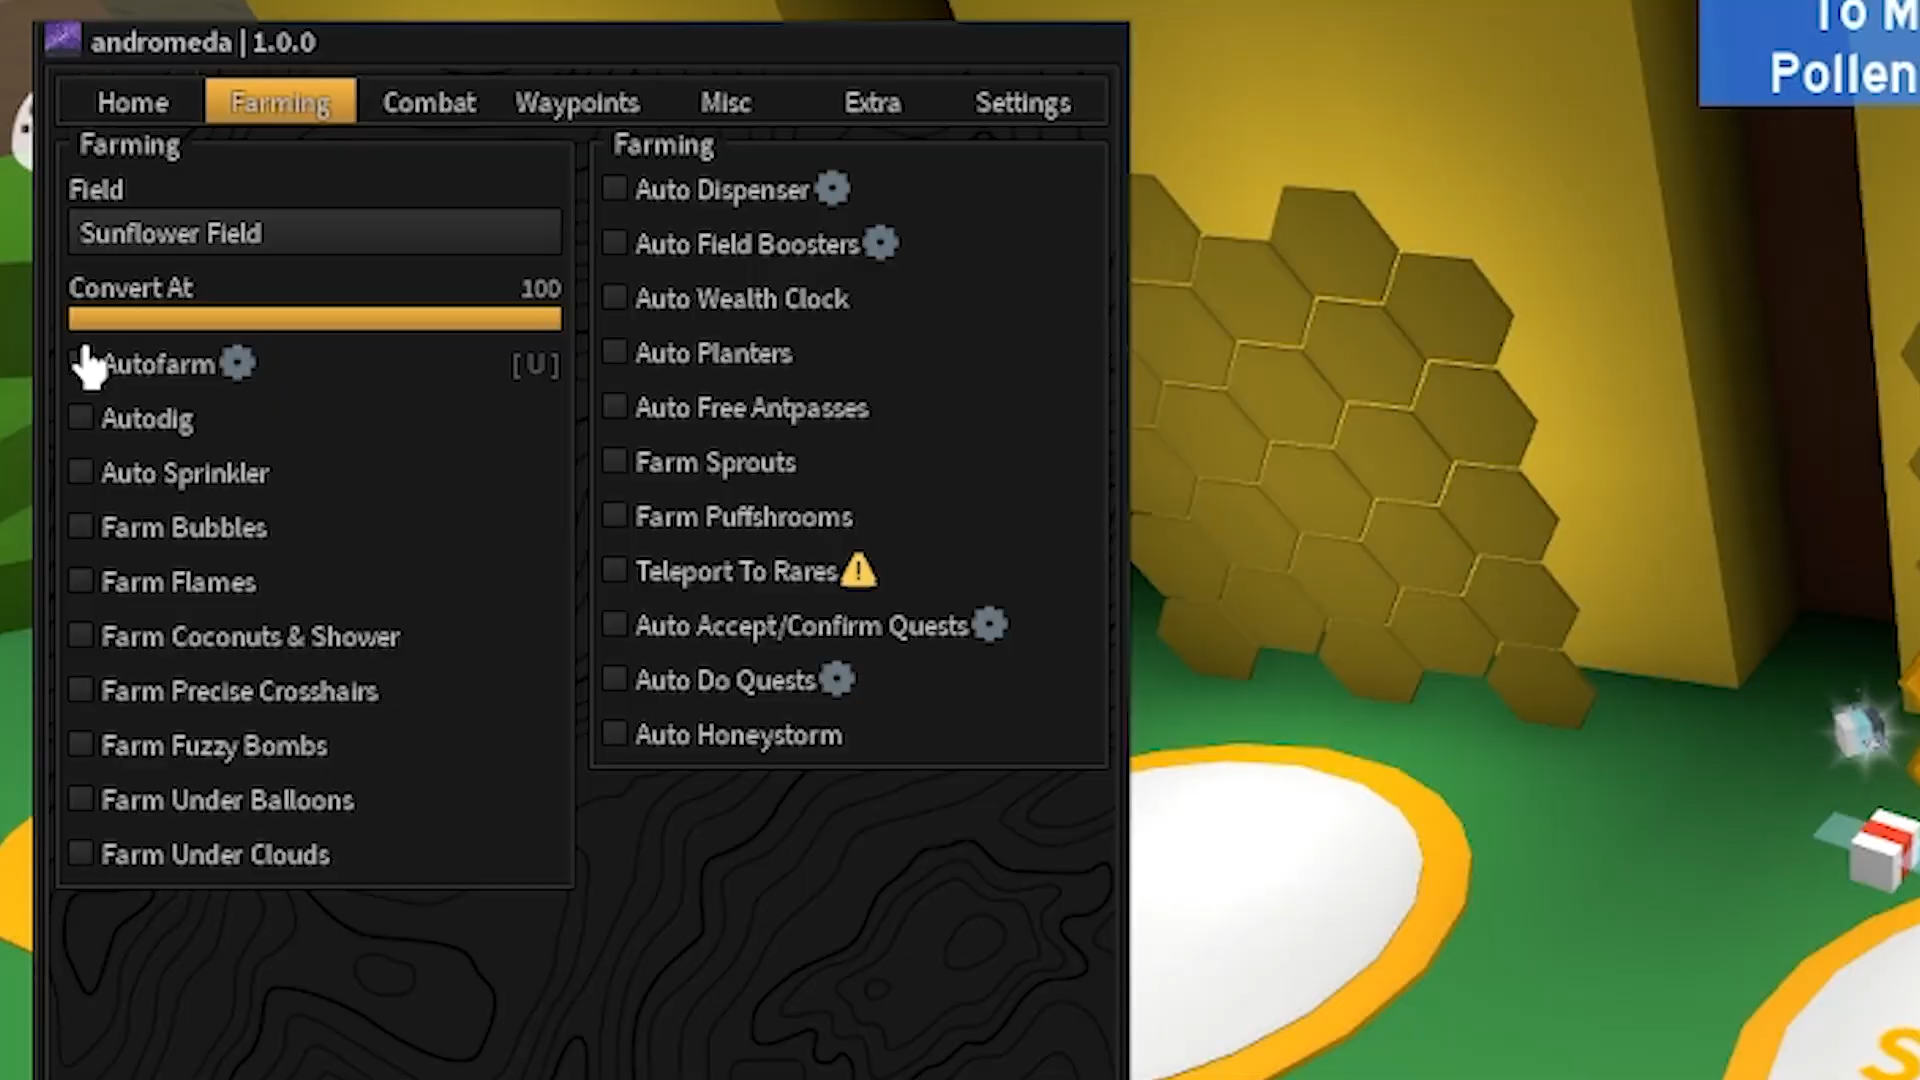 andromeda | 1.0.0
Home Farming Combat Waypoints Misc Extra Settings
Farming
Field
Sunflower Field
Convert At 100
Autofarm [U]
Autodig
Auto Sprinkler
Farm Bubbles
Farm Flames
Farm Coconuts & Shower
Farm Precise Crosshairs
Farm Fuzzy Bombs
Farm Under Balloons
Farm Under Clouds
Farming
Auto Dispenser
Auto Field Boosters
Auto Wealth Clock
Auto Planters
Auto Free Antpasses
Farm Sprouts
Farm Puffshrooms
Teleport To Rares
Auto Accept/Confirm Quests
Auto Do Quests
Auto Honeystorm
To M
Pollen
S